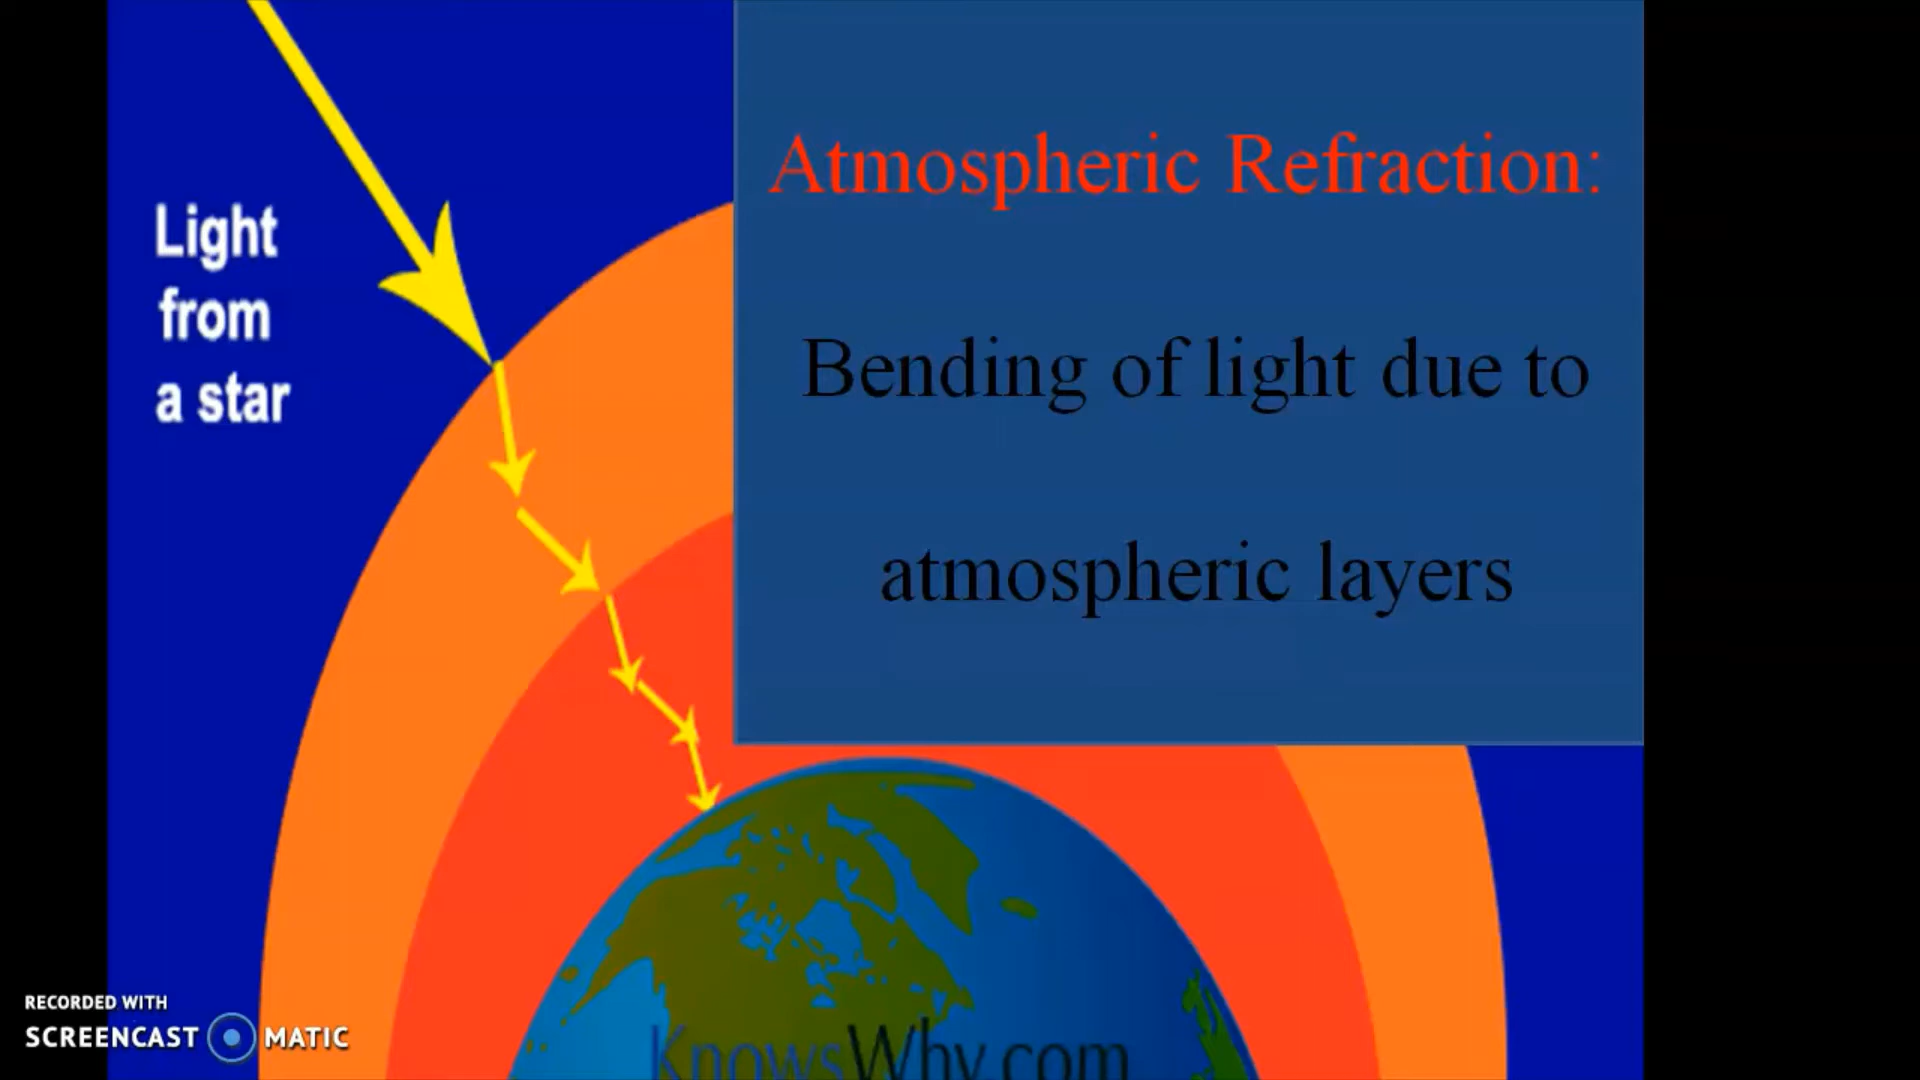 Light
from
a star
Atmospheric Refraction:
Bending of light due to
atmospheric layers
KnowsWhy.com
RECORDED WITH
SCREENCAST MATIC